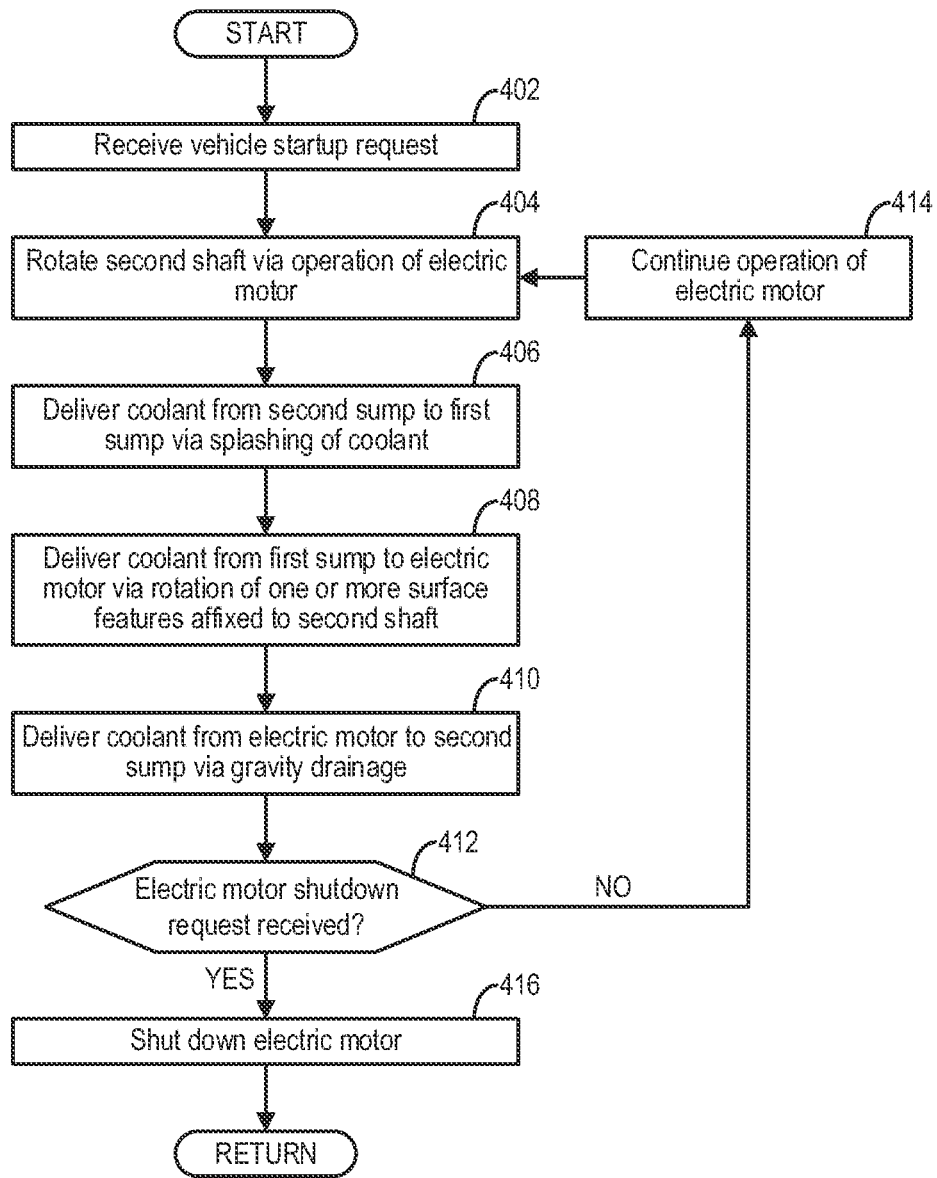 START
402
Receive vehicle startup request
404
Rotate second shaft via operation of electric
motor
414
Continue operation of
electric motor
406
Deliver coolant from second sump to first
sump via splashing of coolant
408
Deliver coolant from first sump to electric
motor via rotation of one or more surface
features affixed to second shaft
410
Deliver coolant from electric motor to second
sump via gravity drainage
412
Electric motor shutdown
request received?
NO
YES
416
Shut down electric motor
RETURN